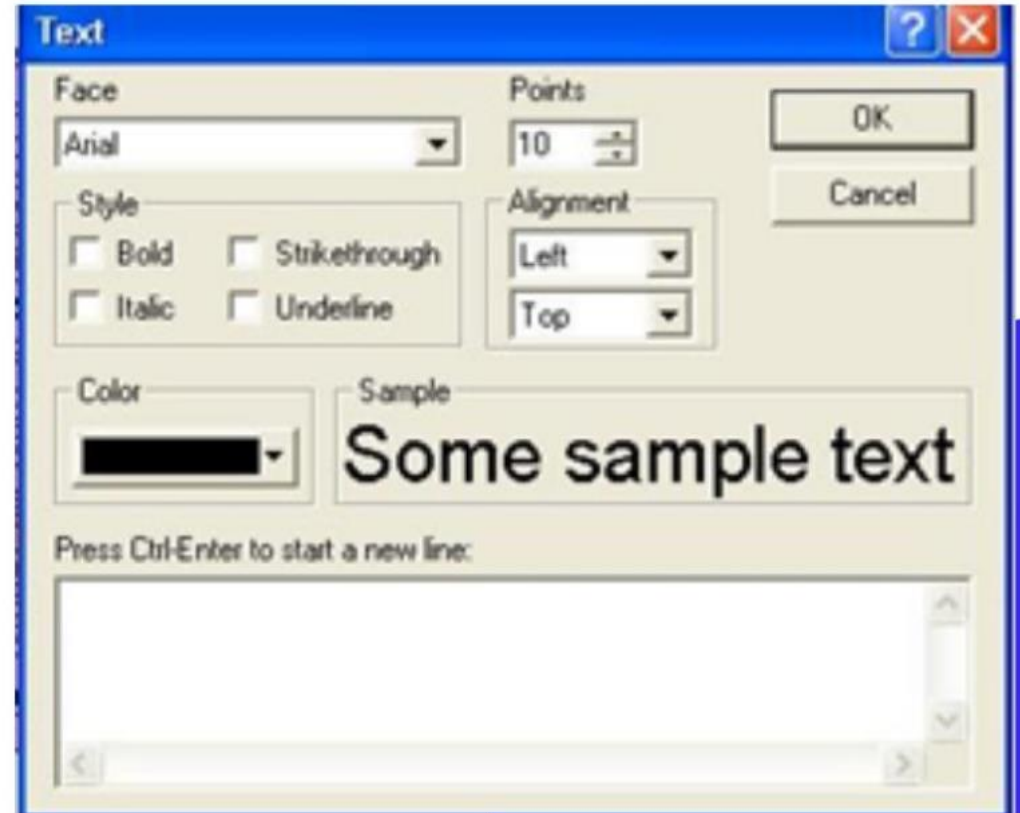 Text
Face
Points
Arial
10
OK
Cancel
Style
Alignment
Bold
Strikethrough
Left
Italic
Underline
Top
Color
Sample
Some sample text
Press Ctrl-Enter to start a new line: